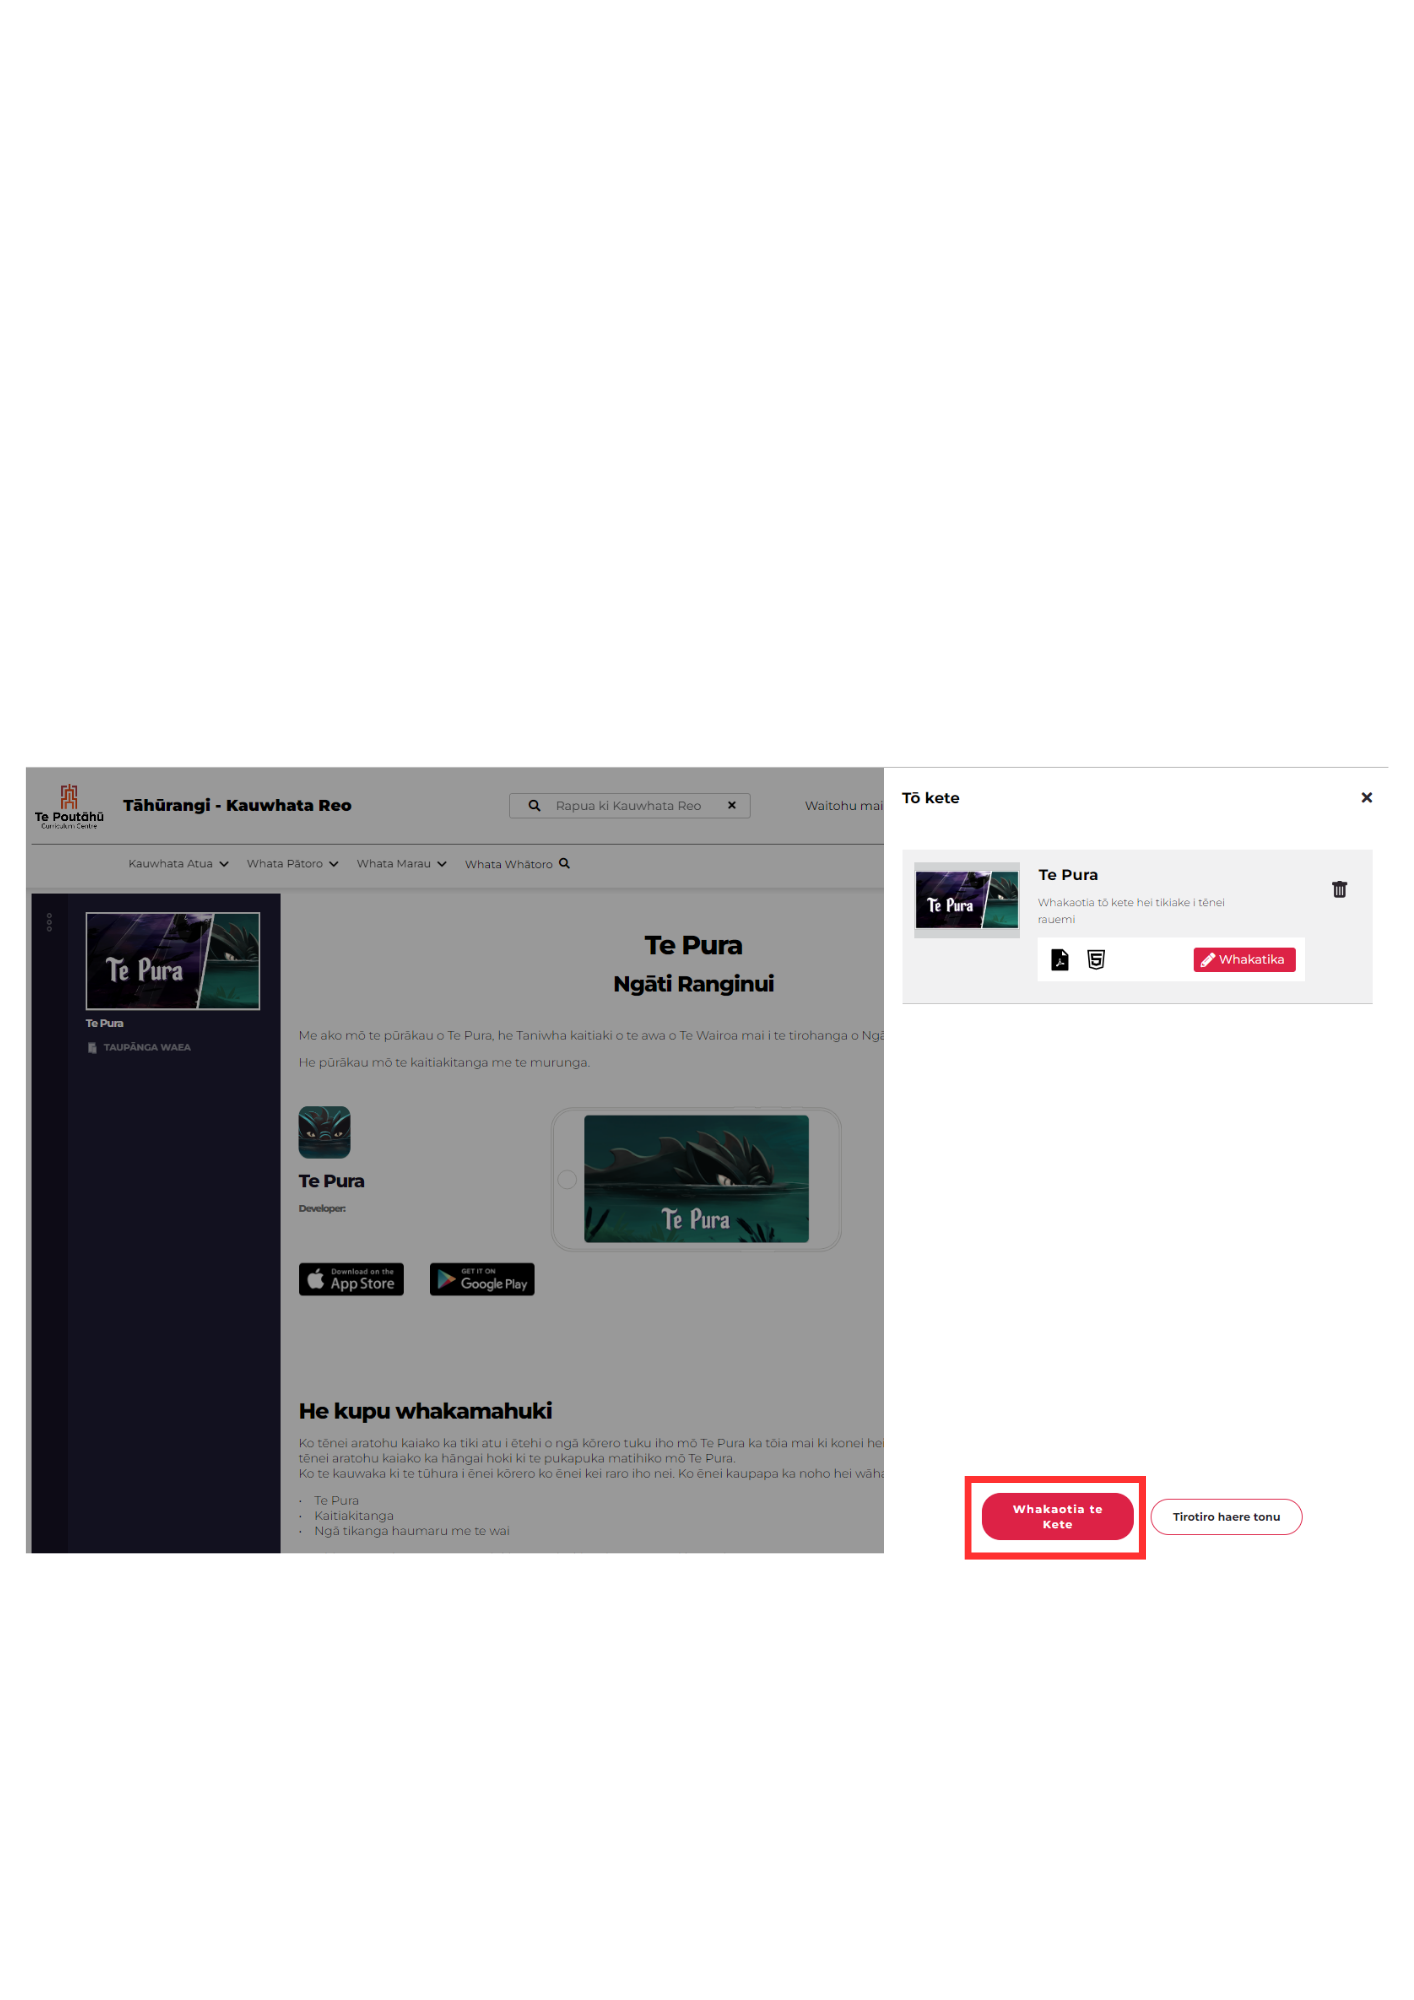 Te Poutāhū
Curriculum Centre
Tāhūrangi - Kauwhata Reo
Rapua ki Kauwhata Reo
Waitohu mai
Kauwhata Atua
Whata Pātoro
Whata Marau
Whata Whātoro
Te Pura
Te Pura
TAUPĀNGA WAEA
Te Pura
Ngāti Ranginui
Me ako mō te pūrākau o Te Pura, he Taniwha kaitiaki o te awa o Te Wairoa mai i te tirohanga o
He pūrākau mō te kaitiakitanga me te murunga.
Te Pura
Developer:
Te Pura
Download on the
App Store
GET IT ON
Google Play
He kupu whakamahuki
Ko tēnei aratohu kaiako ka tiki atu i ētehi o ngā kōrero tuku iho mō Te Pura ka tōia mai ki konei hei
tēnei aratohu kaiako ka hāngai hoki ki te pukapuka matihiko mō Te Pura.
Ko te kauwaka ki te tūhura i ēnei kōrero ko ēnei kei raro iho nei. Ko ēnei kaupapa ka noho hei
• Te Pura
• Kaitiakitanga
• Ngā tikanga haumaru me te wai
Tō kete
Te Pura
Te Pura
Whakaotia tō kete hei tikiake i tēnei
rauemi
Whakatika
Whakaotia te
Kete
Tirotiro haere tonu